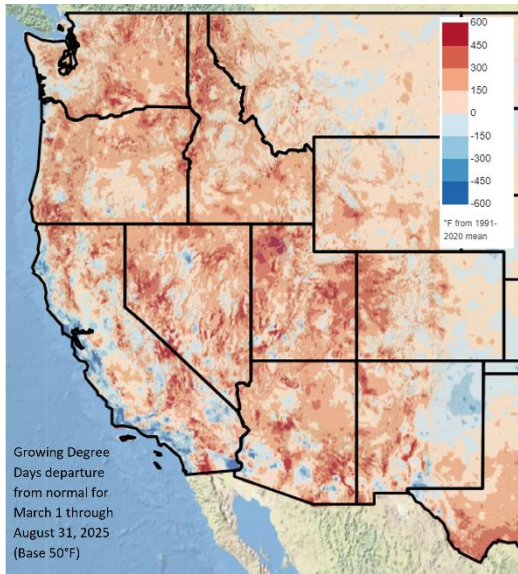 600
450
300
150
0
-150
-300
-450
-600
°F from 1991-
2020 mean
Growing Degree
Days departure
from normal for
March 1 through
August 31, 2025
(Base 50°F)